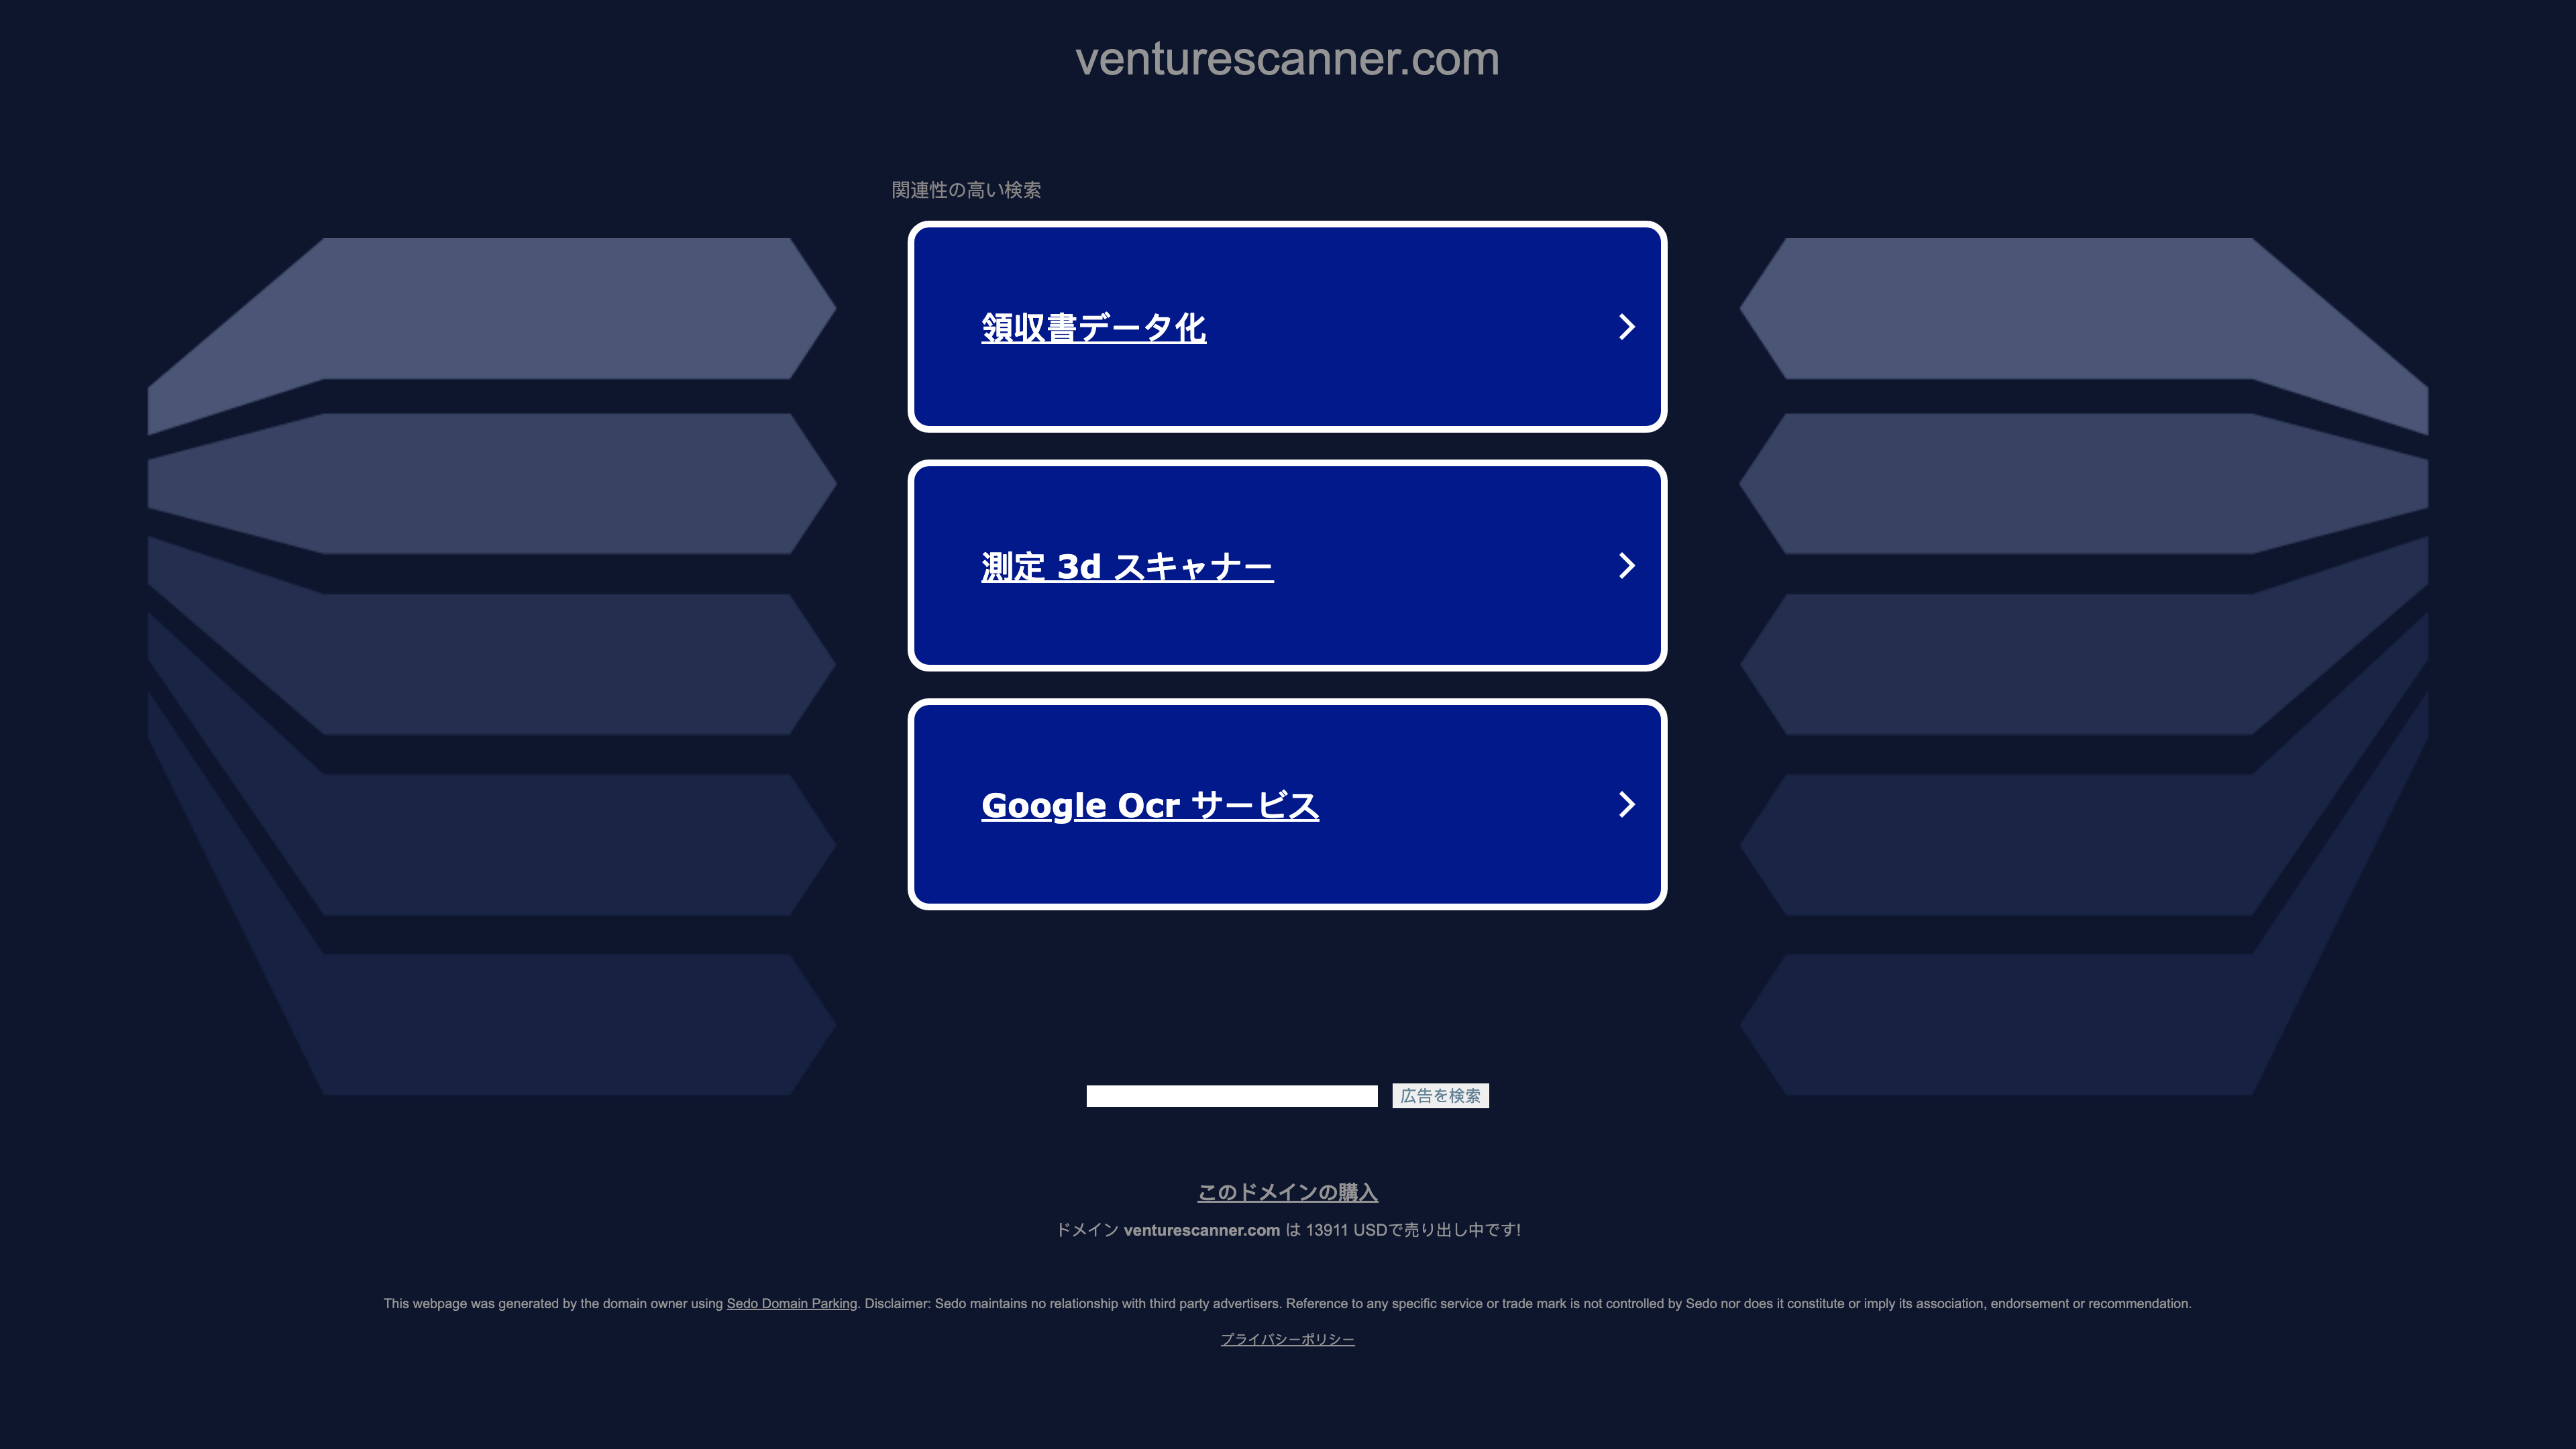 venturescanner.com
関連性の高い検索
領収書データ化
測定 3d スキャナー
Google Ocr サービス
広告を検索
このドメインの購入
ドメイン venturescanner.com は 13911 USDで売り出し中です!
This webpage was generated by the domain owner using Sedo Domain Parking. Disclaimer: Sedo maintains no relationship with third party advertisers. Reference to any specific service or trade mark is not controlled by Sedo nor does it constitute or imply its association, endorsement or recommendation.
プライバシーポリシー